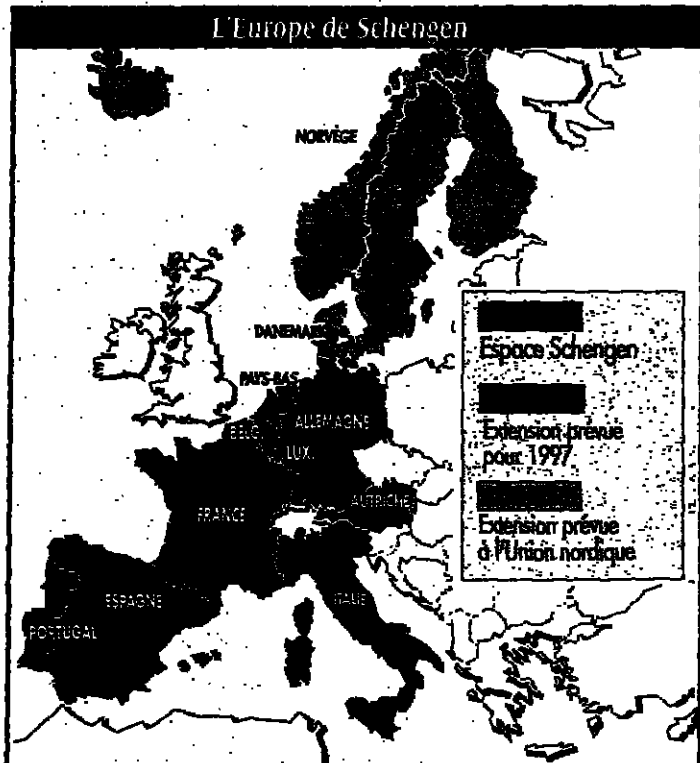 L'Europe de Schengen
NORVÈGE
DANEMARK
PAYS-BAS
BELG.
ALLEMAGNE
LUX.
FRANCE
AUTRICHE
ESPAGNE
PORTUGAL
ITALIE
Espace Schengen
Extension prévue
pour 1997
Extension prévue
à l'Union nordique